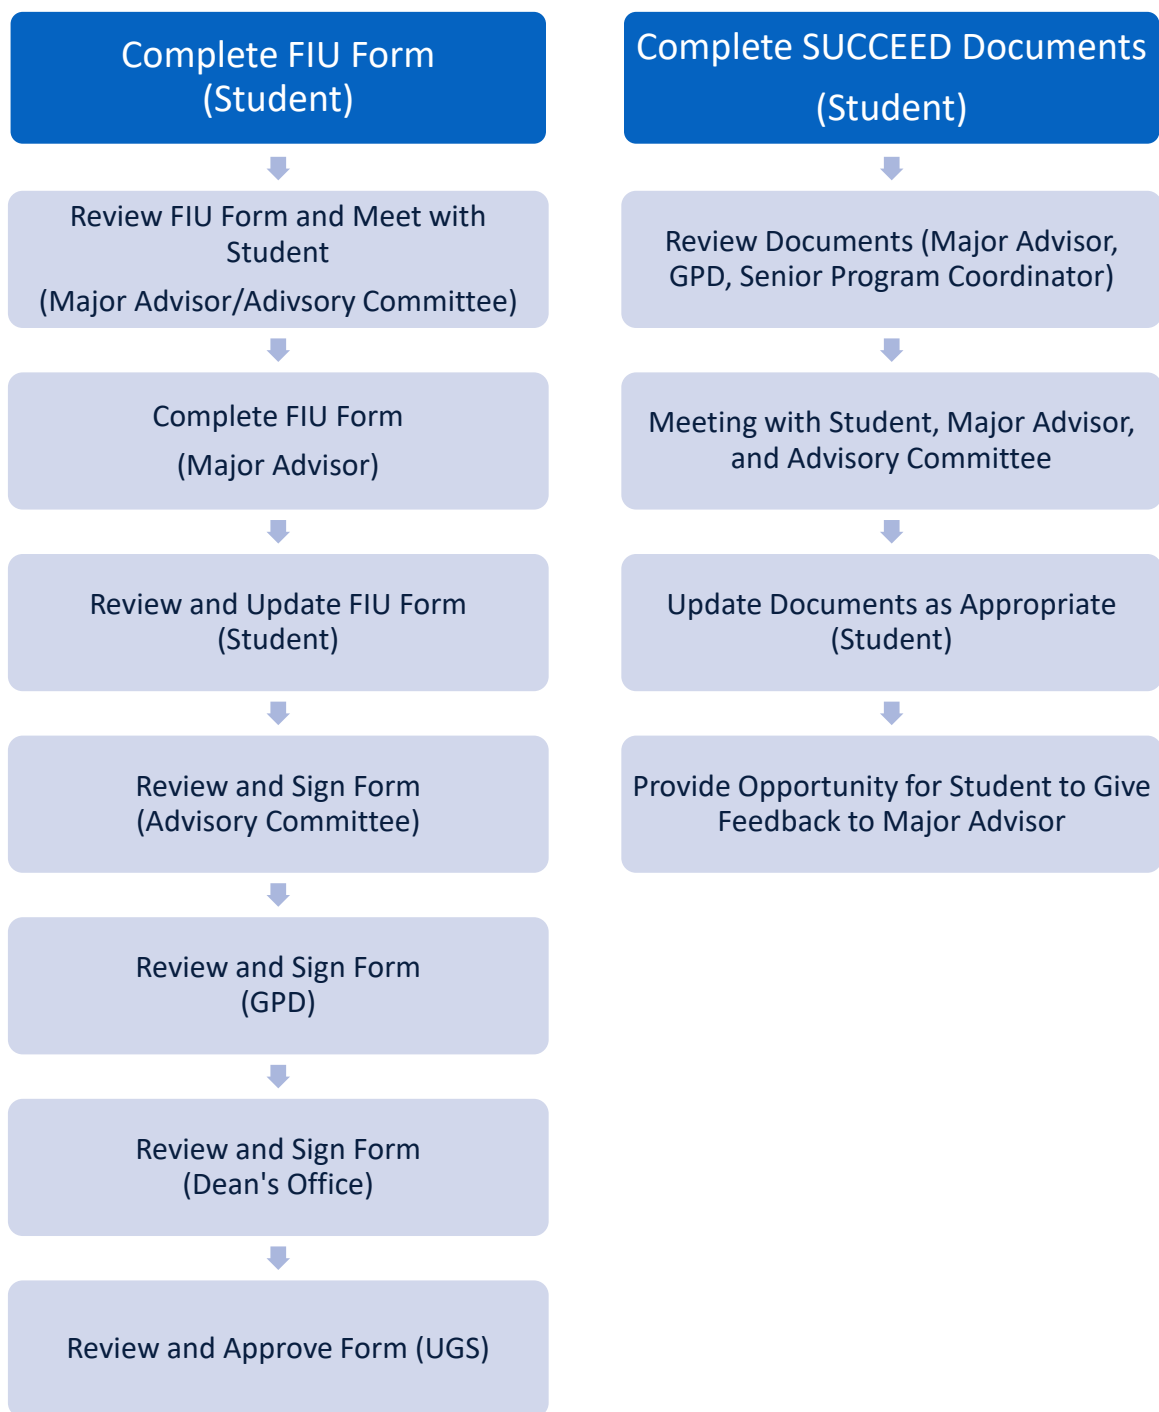 Complete FIU Form
(Student)
Review FIU Form and Meet with
Student
(Major Advisor/Adivsory Committee)
Complete FIU Form
(Major Advisor)
Review and Update FIU Form
(Student)
Review and Sign Form
(Advisory Committee)
Review and Sign Form
(GPD)
Review and Sign Form
(Dean's Office)
Review and Approve Form (UGS)
Complete SUCCEED Documents
(Student)
Review Documents (Major Advisor,
GPD, Senior Program Coordinator)
Meeting with Student, Major Advisor,
and Advisory Committee
Update Documents as Appropriate
(Student)
Provide Opportunity for Student to Give
Feedback to Major Advisor